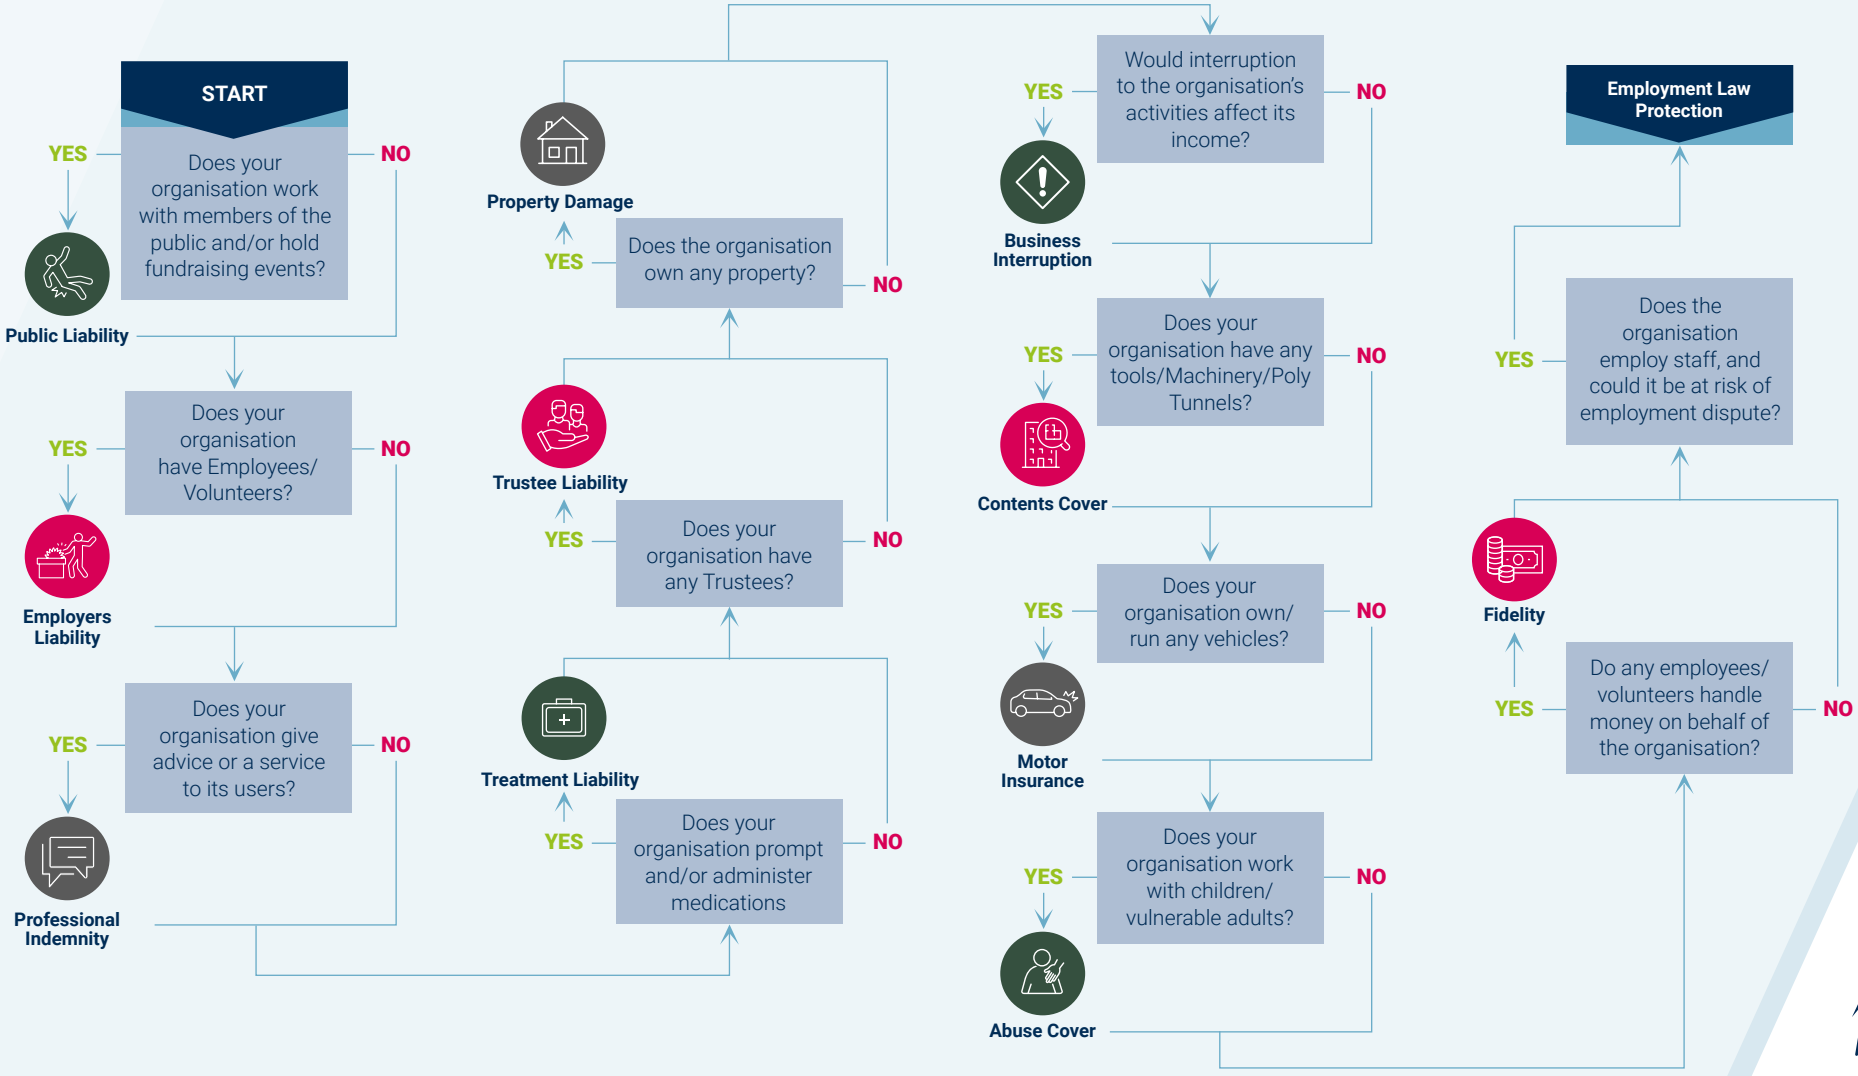 START
Does your
organisation work
with members of the
public and/or hold
fundraising events?
YES
NO
Public Liability
Does your
organisation
have Employees/
Volunteers?
YES
NO
Employers
Liability
Does your
organisation give
advice or a service
to its users?
YES
NO
Professional
Indemnity
Does your
organisation prompt
and/or administer
medications
YES
NO
Treatment Liability
Does your
organisation have
any Trustees?
YES
NO
Trustee Liability
Does the organisation
own any property?
YES
NO
Property Damage
Would interruption
to the organisation's
activities affect its
income?
YES
NO
Business
Interruption
Does your
organisation have any
tools/Machinery/Poly
Tunnels?
YES
NO
Contents Cover
Does your
organisation own/
run any vehicles?
YES
NO
Motor
Insurance
Does your
organisation work
with children/
vulnerable adults?
YES
NO
Abuse Cover
Do any employees/
volunteers handle
money on behalf of
the organisation?
YES
NO
Fidelity
Does the
organisation
employ staff, and
could it be at risk of
employment dispute?
YES
Employment Law
Protection